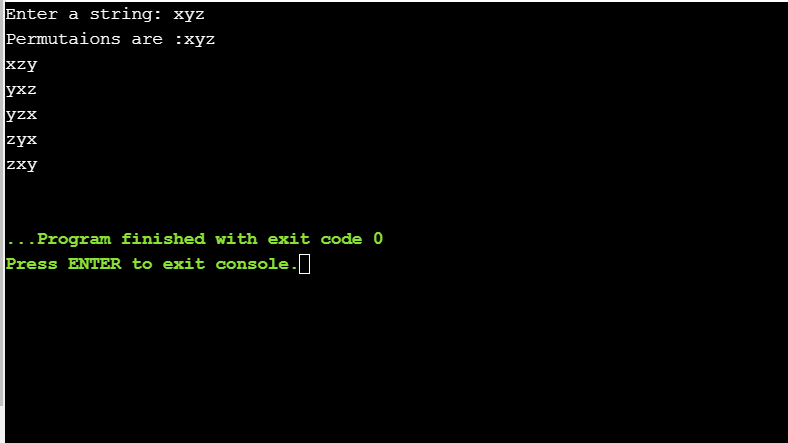 Enter a string: xyz
Permutaions are :xyz
xzy
yxz
yzx
zyx
zxy
...Program finished with exit code 0
Press ENTER to exit console.